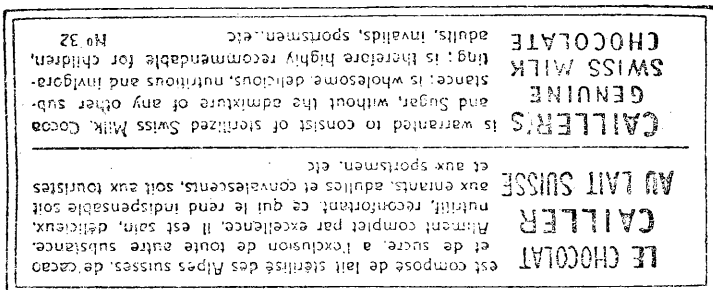 LE CHOCOLAT
CAILLER
AU LAIT SUISSE
est composé de lait stérilisé des Alpes suisses, de cacao
et de sucre, a l'exclusion de toute autre substance.
Aliment complet par excellence, il est sain, délicieux,
nutritif, reconfortant. ce qui le rend indispensable soit
aux enfants, adultes et convalescents, soit aux touristes
et aux sportsmen. etc
CAILLER'S
GENUINE
SWISS MILK
CHOCOLATE
is warranted to consist of sterilized Swiss Milk, Cocoa
and Sugar, without the admixture of any other sub-
stance; is wholesome. delicious, nutritious and invigora-
ting; is therefore highly recommendable for children,
adults, invalids, sportsmen..etc Nº 32